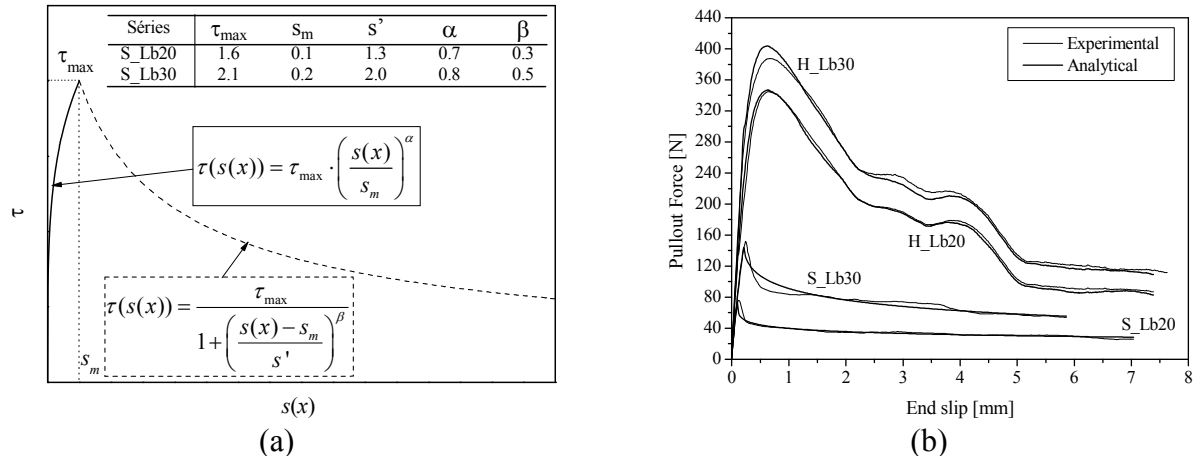 Séries τmax sm s' α β
S_Lb20 1.6 0.1 1.3 0.7 0.3
S_Lb30 2.1 0.2 2.0 0.8 0.5
τmax
τ(s(x)) = τmax · (s(x) / sm)^α
τ
τ(s(x)) = τmax / (1 + ((s(x) − sm) / s')^β)
sm
s(x)
(a)
440
400
360
320
280
240
200
160
120
80
40
0
Pullout Force [N]
Experimental
Analytical
H_Lb30
H_Lb20
S_Lb30
S_Lb20
0 1 2 3 4 5 6 7 8
End slip [mm]
(b)